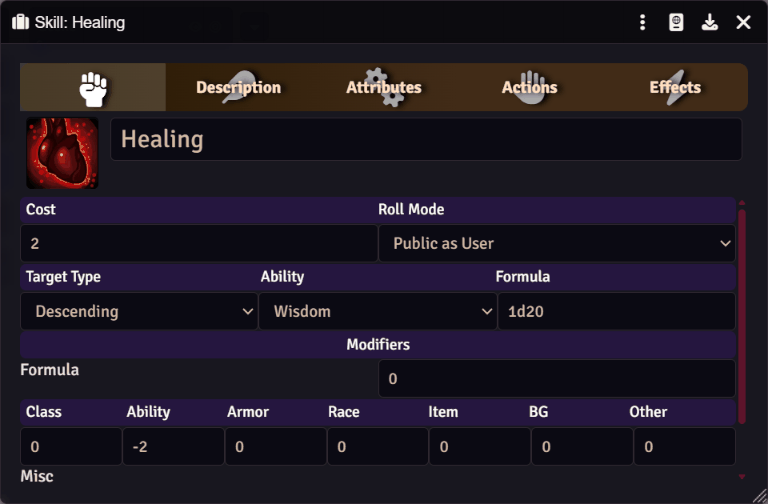 Skill: Healing
Description Attributes Actions Effects
Healing
Cost Roll Mode
2 Public as User
Target Type Ability Formula
Descending Wisdom 1d20
Modifiers
Formula 0
Class Ability Armor Race Item BG Other
0 -2 0 0 0 0 0
Misc